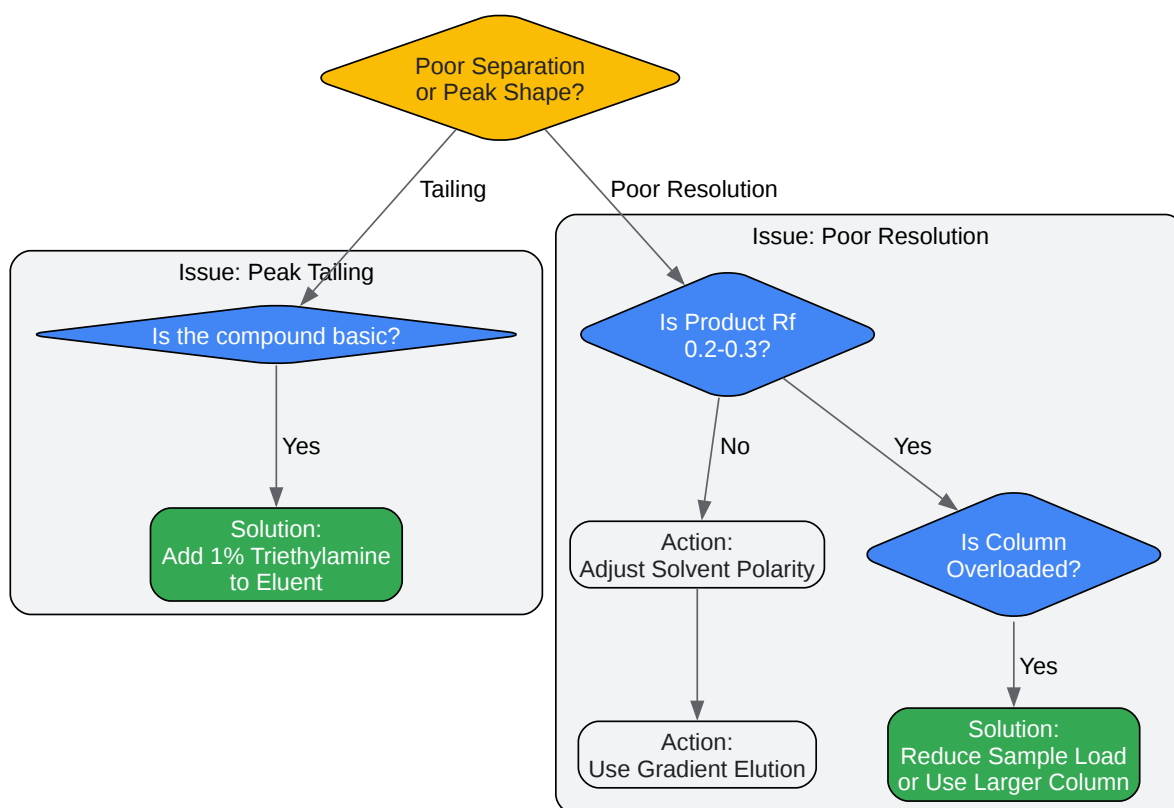 Poor Separation
or Peak Shape?
Tailing
Poor Resolution
Issue: Peak Tailing
Is the compound basic?
Yes
Solution:
Add 1% Triethylamine
to Eluent
Issue: Poor Resolution
Is Product Rf
0.2-0.3?
No
Yes
Action:
Adjust Solvent Polarity
Is Column
Overloaded?
Yes
Action:
Use Gradient Elution
Solution:
Reduce Sample Load
or Use Larger Column